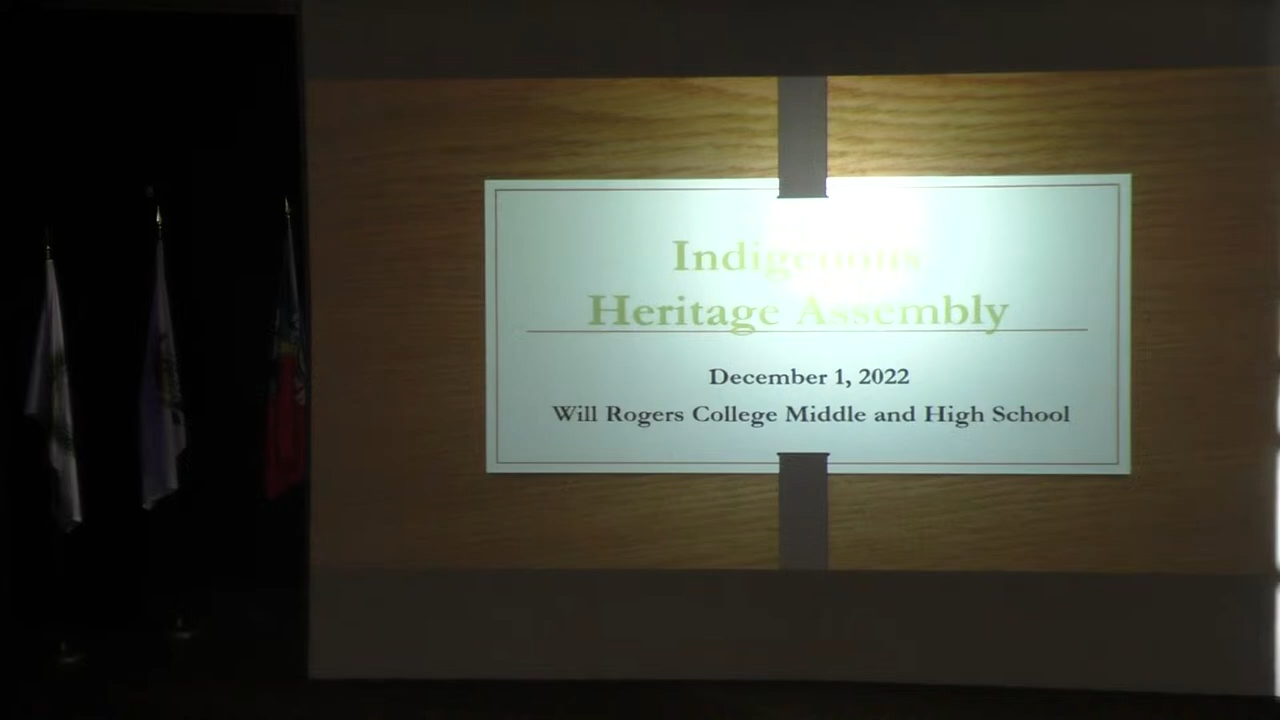 Indigenous
Heritage Assembly
December 1, 2022
Will Rogers College Middle and High School